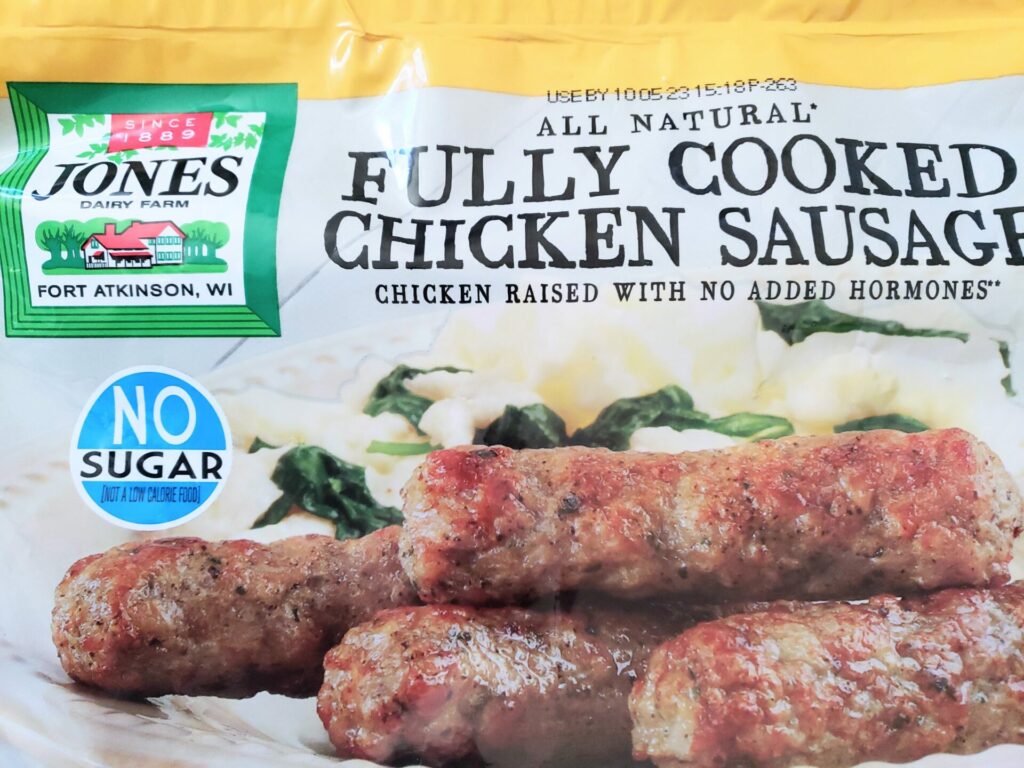 USE BY 10 05 23 15:18 P-263
ALL NATURAL*
FULLY COOKED
CHICKEN SAUSAGE
CHICKEN RAISED WITH NO ADDED HORMONES**
SINCE
1889
JONES
DAIRY FARM
FORT ATKINSON, WI
NO
SUGAR
[NOT A LOW CALORIE FOOD]